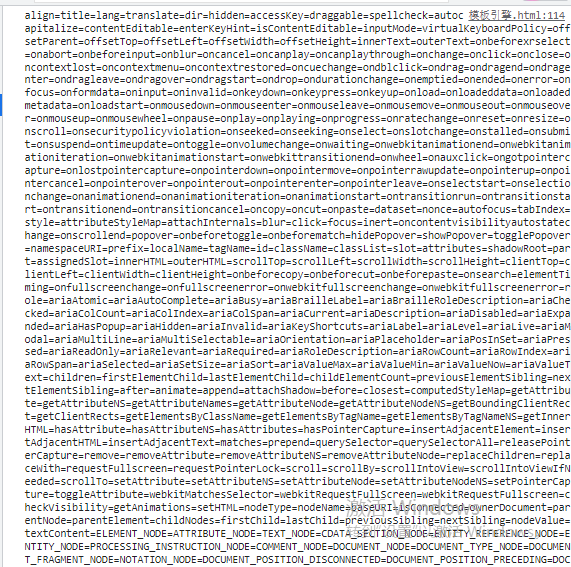 align=title=lang=translate=dir=hidden=accessKey=draggable=spellcheck=autoc 模板引擎.html:114
apitalize=contentEditable=enterKeyHint=isContentEditable=inputMode=virtualKeyboardPolicy=off
setParent=offsetTop=offsetLeft=offsetWidth=offsetHeight=innerText=outerText=onbeforexrselect
=onabort=onbeforeinput=onblur=oncancel=oncanplay=oncanplaythrough=onchange=onclick=onclose=o
ncontextlost=oncontextmenu=oncontextrestored=oncuechange=ondblclick=ondrag=ondragend=ondrage
nter=ondragleave=ondragover=ondragstart=ondrop=ondurationchange=onemptied=onended=onerror=on
focus=onformdata=oninput=oninvalid=onkeydown=onkeypress=onkeyup=onload=onloadeddata=onloaded
metadata=onloadstart=onmousedown=onmouseenter=onmouseleave=onmousemove=onmouseout=onmouseove
r=onmouseup=onmousewheel=onpause=onplay=onplaying=onprogress=onratechange=onreset=onresize=o
nscroll=onsecuritypolicyviolation=onseeked=onseeking=onselect=onslotchange=onstalled=onsubmi
t=onsuspend=ontimeupdate=ontoggle=onvolumechange=onwaiting=onwebkitanimationend=onwebkitanim
ationiteration=onwebkitanimationstart=onwebkittransitionend=onwheel=onauxclick=ongotpointerc
apture=onlostpointercapture=onpointerdown=onpointermove=onpointerrawupdate=onpointerup=onpoi
ntercancel=onpointerover=onpointerout=onpointerenter=onpointerleave=onselectstart=onselectio
nchange=onanimationend=onanimationiteration=onanimationstart=ontransitionrun=ontransitionsta
rt=ontransitionend=ontransitioncancel=oncopy=oncut=onpaste=dataset=nonce=autofocus=tabIndex=
style=attributeStyleMap=attachInternals=blur=click=focus=inert=oncontentvisibilityautostatec
hange=onscrollend=popover=onbeforetoggle=onbeforematch=hidePopover=showPopover=togglePopover
=namespaceURI=prefix=localName=tagName=id=className=classList=slot=attributes=shadowRoot=par
t=assignedSlot=innerHTML=outerHTML=scrollTop=scrollLeft=scrollWidth=scrollHeight=clientTop=c
lientLeft=clientWidth=clientHeight=onbeforecopy=onbeforecut=onbeforepaste=onsearch=elementTi
ming=onfullscreenchange=onfullscreenerror=onwebkitfullscreenchange=onwebkitfullscreenerror=r
ole=ariaAtomic=ariaAutoComplete=ariaBusy=ariaBrailleLabel=ariaBrailleRoleDescription=ariaChe
cked=ariaColCount=ariaColIndex=ariaColSpan=ariaCurrent=ariaDescription=ariaDisabled=ariaExpa
nded=ariaHasPopup=ariaHidden=ariaInvalid=ariaKeyShortcuts=ariaLabel=ariaLevel=ariaLive=ariaM
odal=ariaMultiLine=ariaMultiSelectable=ariaOrientation=ariaPlaceholder=ariaPosInSet=ariaPres
sed=ariaReadOnly=ariaRelevant=ariaRequired=ariaRoleDescription=ariaRowCount=ariaRowIndex=ari
aRowSpan=ariaSelected=ariaSetSize=ariaSort=ariaValueMax=ariaValueMin=ariaValueNow=ariaValueT
ext=children=firstElementChild=lastElementChild=childElementCount=previousElementSibling=nex
tElementSibling=after=animate=append=attachShadow=before=closest=computedStyleMap=getAttribu
te=getAttributeNS=getAttributeNames=getAttributeNode=getAttributeNodeNS=getBoundingClientRec
t=getClientRects=getElementsByClassName=getElementsByTagName=getElementsByTagNameNS=getInner
HTML=hasAttribute=hasAttributeNS=hasAttributes=hasPointerCapture=insertAdjacentElement=inser
tAdjacentHTML=insertAdjacentText=matches=prepend=querySelector=querySelectorAll=releasePoint
erCapture=remove=removeAttribute=removeAttributeNS=removeAttributeNode=replaceChildren=repla
ceWith=requestFullscreen=requestPointerLock=scroll=scrollBy=scrollIntoView=scrollIntoViewIfN
eeded=scrollTo=setAttribute=setAttributeNS=setAttributeNode=setAttributeNodeNS=setPointerCap
ture=toggleAttribute=webkitMatchesSelector=webkitRequestFullScreen=webkitRequestFullscreen=c
heckVisibility=getAnimations=setHTML=nodeType=nodeName=baseURI=isConnected=ownerDocument=par
entNode=parentElement=childNodes=firstChild=lastChild=previousSibling=nextSibling=nodeValue=
textContent=ELEMENT_NODE=ATTRIBUTE_NODE=TEXT_NODE=CDATA_SECTION_NODE=ENTITY_REFERENCE_NODE=E
NTITY_NODE=PROCESSING_INSTRUCTION_NODE=COMMENT_NODE=DOCUMENT_NODE=DOCUMENT_TYPE_NODE=DOCUMEN
T_FRAGMENT_NODE=NOTATION_NODE=DOCUMENT_POSITION_DISCONNECTED=DOCUMENT_POSITION_PRECEDING=DOC
激活 Windows
转到"设置"以激活 Windows。